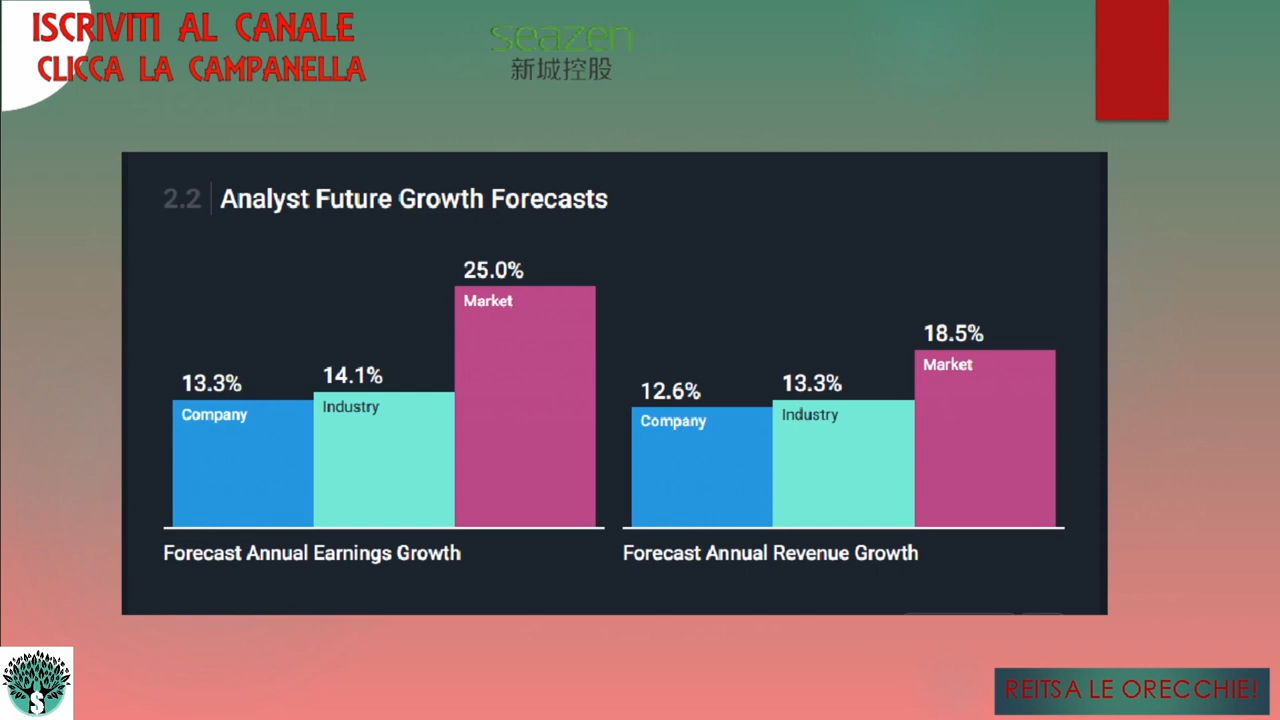 ISCRIVITI AL CANALE
CLICCA LA CAMPANELLA
seazen
新城控股
2.2 Analyst Future Growth Forecasts
25.0%
Market
13.3%
Company
14.1%
Industry
Forecast Annual Earnings Growth
18.5%
Market
12.6%
Company
13.3%
Industry
Forecast Annual Revenue Growth
$
REITSA LE ORECCHIE!